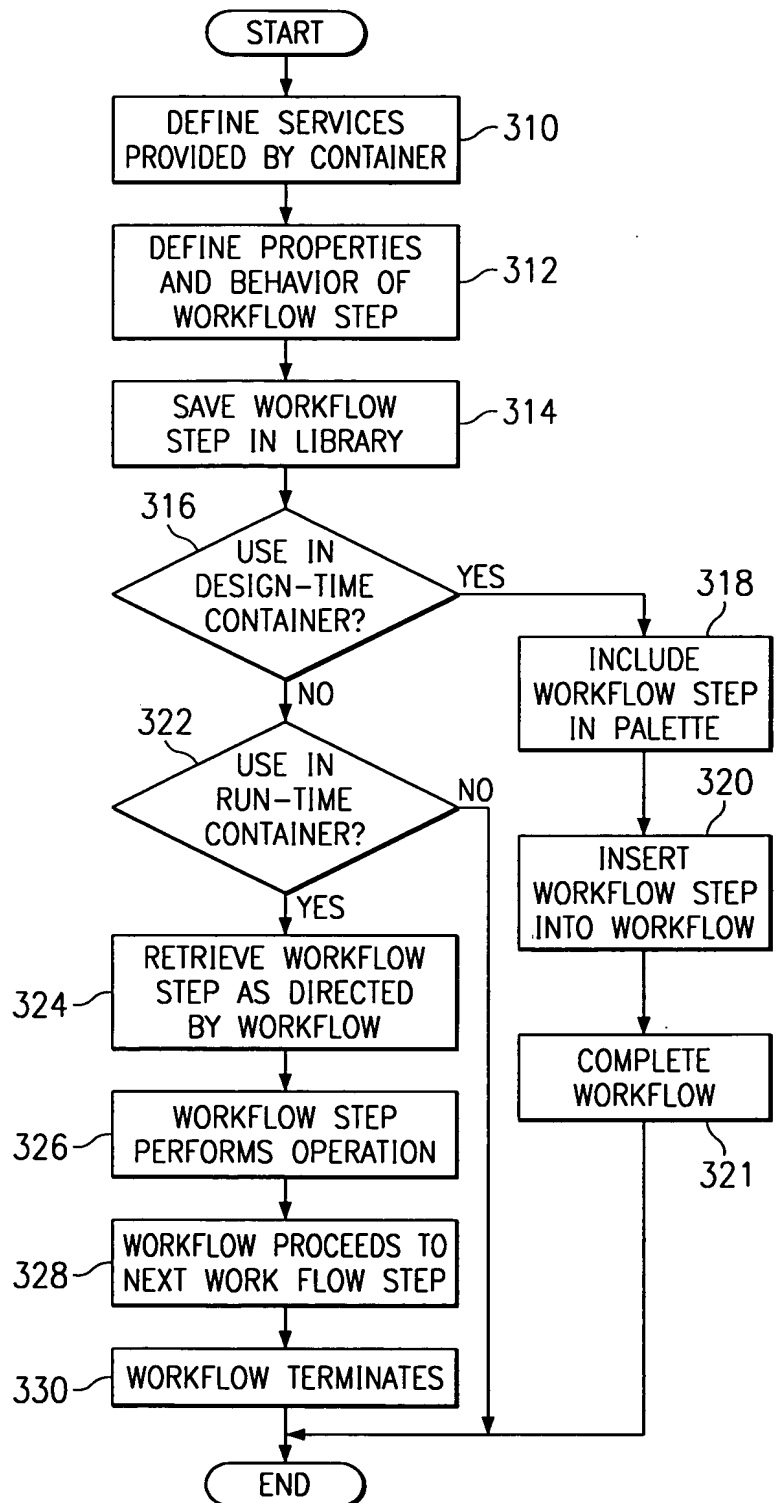 START
DEFINE SERVICES
PROVIDED BY CONTAINER
310
DEFINE PROPERTIES
AND BEHAVIOR OF
WORKFLOW STEP
312
SAVE WORKFLOW
STEP IN LIBRARY
314
316
USE IN
DESIGN-TIME
CONTAINER?
YES
NO
318
INCLUDE
WORKFLOW STEP
IN PALETTE
322
USE IN
RUN-TIME
CONTAINER?
NO
YES
320
INSERT
WORKFLOW STEP
INTO WORKFLOW
324
RETRIEVE WORKFLOW
STEP AS DIRECTED
BY WORKFLOW
COMPLETE
WORKFLOW
321
326
WORKFLOW STEP
PERFORMS OPERATION
328
WORKFLOW PROCEEDS TO
NEXT WORK FLOW STEP
330
WORKFLOW TERMINATES
END